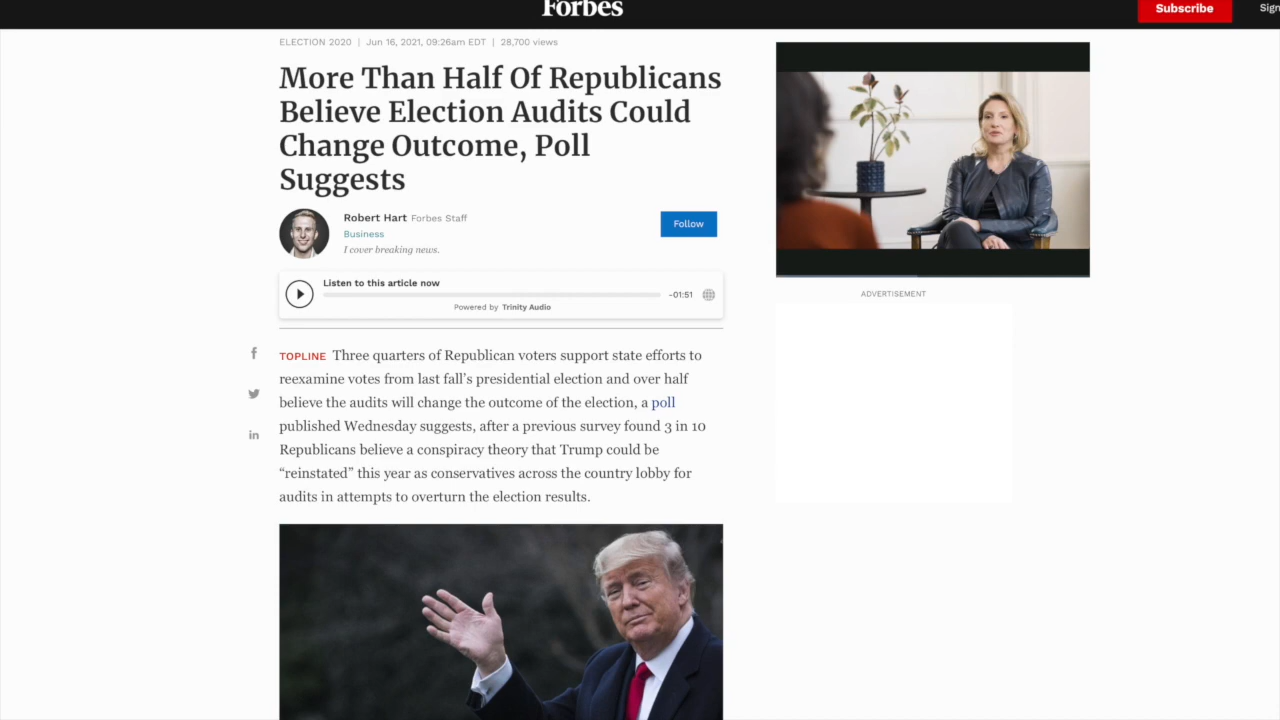 Forbes
Subscribe
Sign
ELECTION 2020 | Jun 16, 2021, 09:26am EDT | 28,700 views
More Than Half Of Republicans
Believe Election Audits Could
Change Outcome, Poll
Suggests
Robert Hart Forbes Staff
Business
I cover breaking news.
Follow
Listen to this article now
-01:51
Powered by Trinity Audio
ADVERTISEMENT
TOPLINE Three quarters of Republican voters support state efforts to
reexamine votes from last fall’s presidential election and over half
believe the audits will change the outcome of the election, a poll
published Wednesday suggests, after a previous survey found 3 in 10
Republicans believe a conspiracy theory that Trump could be
“reinstated” this year as conservatives across the country lobby for
audits in attempts to overturn the election results.